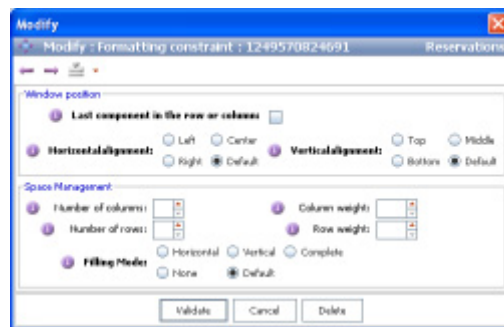 Modify
Modify : Formatting constraint : 1249570824691 Reservations
Window position
Last component in the row or column:
Horizontalalignment: Left Center Right Default Verticalalignment: Top Middle Bottom Default
Space Management
Number of columns: Column weight:
Number of rows: Row weight:
Filling Mode: Horizontal Vertical Complete
None Default
Validate Cancel Delete